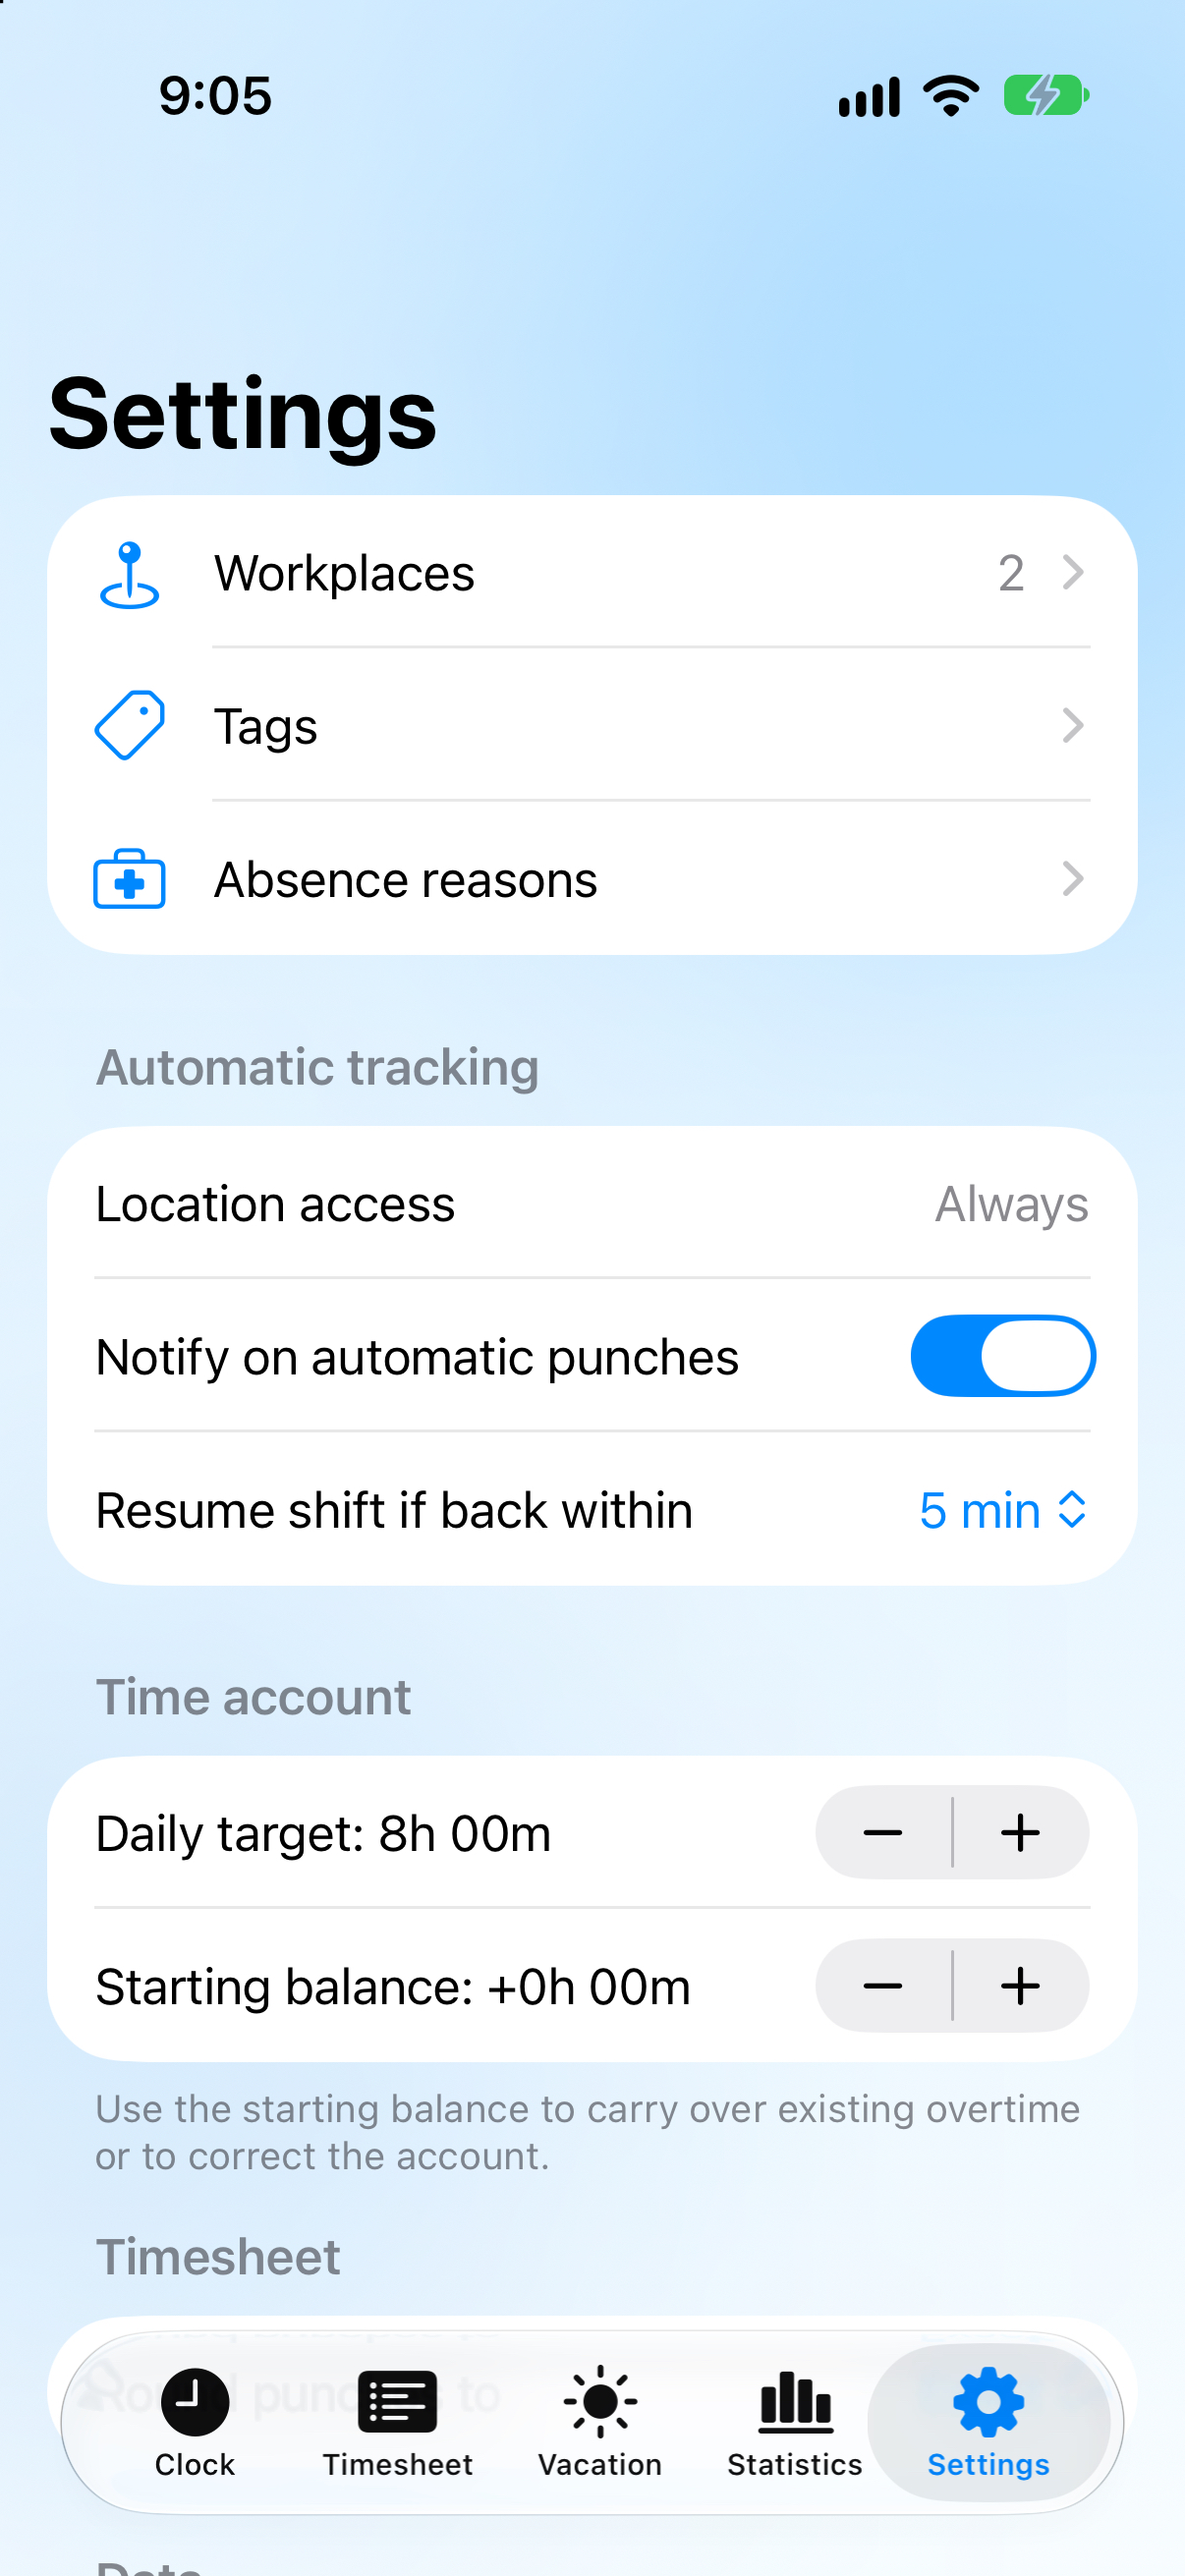 9:05
Settings
Workplaces 2
Tags
Absence reasons
Automatic tracking
Location access Always
Notify on automatic punches
Resume shift if back within 5 min
Time account
Daily target: 8h 00m − +
Starting balance: +0h 00m − +
Use the starting balance to carry over existing overtime
or to correct the account.
Timesheet
Clock Timesheet Vacation Statistics Settings